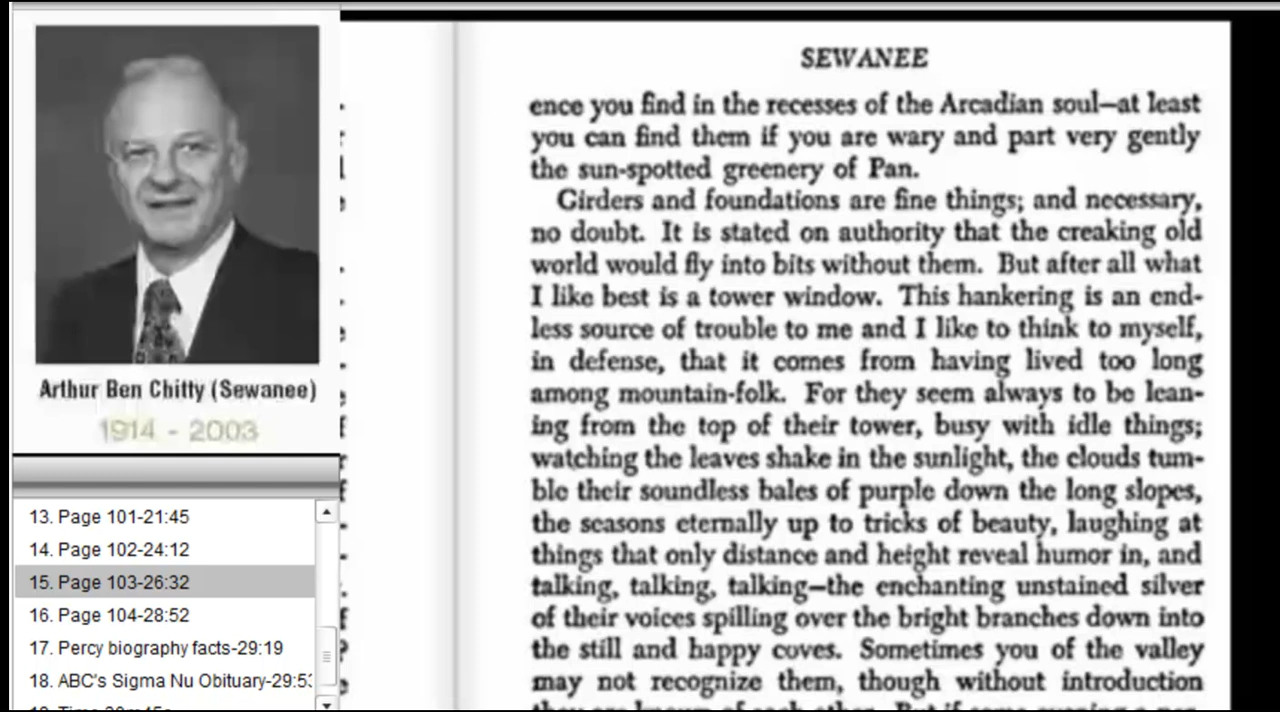 Arthur Ben Chitty (Sewanee)
1914 - 2003
13. Page 101-21:45
14. Page 102-24:12
15. Page 103-26:32
16. Page 104-28:52
17. Percy biography facts-29:19
18. ABC's Sigma Nu Obituary-29:53
SEWANEE
ence you find in the recesses of the Arcadian soul—at least
you can find them if you are wary and part very gently
the sun-spotted greenery of Pan.
Girders and foundations are fine things; and necessary,
no doubt. It is stated on authority that the creaking old
world would fly into bits without them. But after all what
I like best is a tower window. This hankering is an end-
less source of trouble to me and I like to think to myself,
in defense, that it comes from having lived too long
among mountain-folk. For they seem always to be lean-
ing from the top of their tower, busy with idle things;
watching the leaves shake in the sunlight, the clouds tum-
ble their soundless bales of purple down the long slopes,
the seasons eternally up to tricks of beauty, laughing at
things that only distance and height reveal humor in, and
talking, talking, talking—the enchanting unstained silver
of their voices spilling over the bright branches down into
the still and happy coves. Sometimes you of the valley
may not recognize them, though without introduction